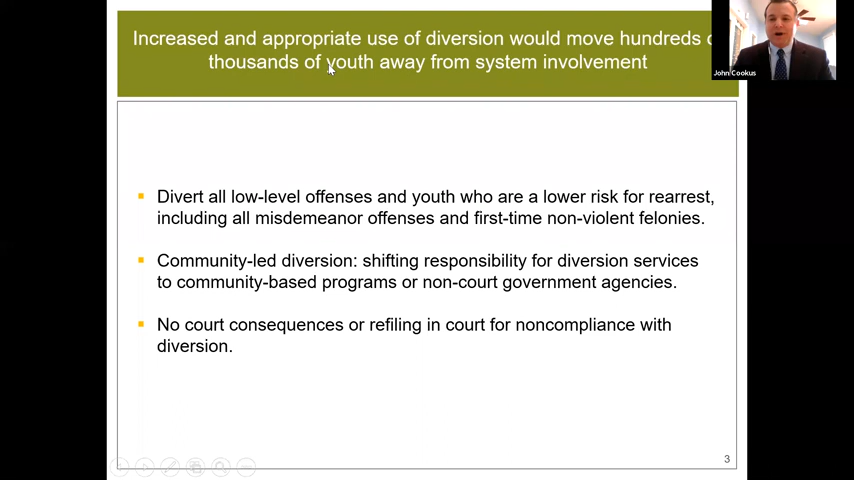 Increased and appropriate use of diversion would move hundreds
thousands of youth away from system involvement
John Cookus
Divert all low-level offenses and youth who are a lower risk for rearrest,
including all misdemeanor offenses and first-time non-violent felonies.
Community-led diversion: shifting responsibility for diversion services
to community-based programs or non-court government agencies.
No court consequences or refiling in court for noncompliance with
diversion.
3